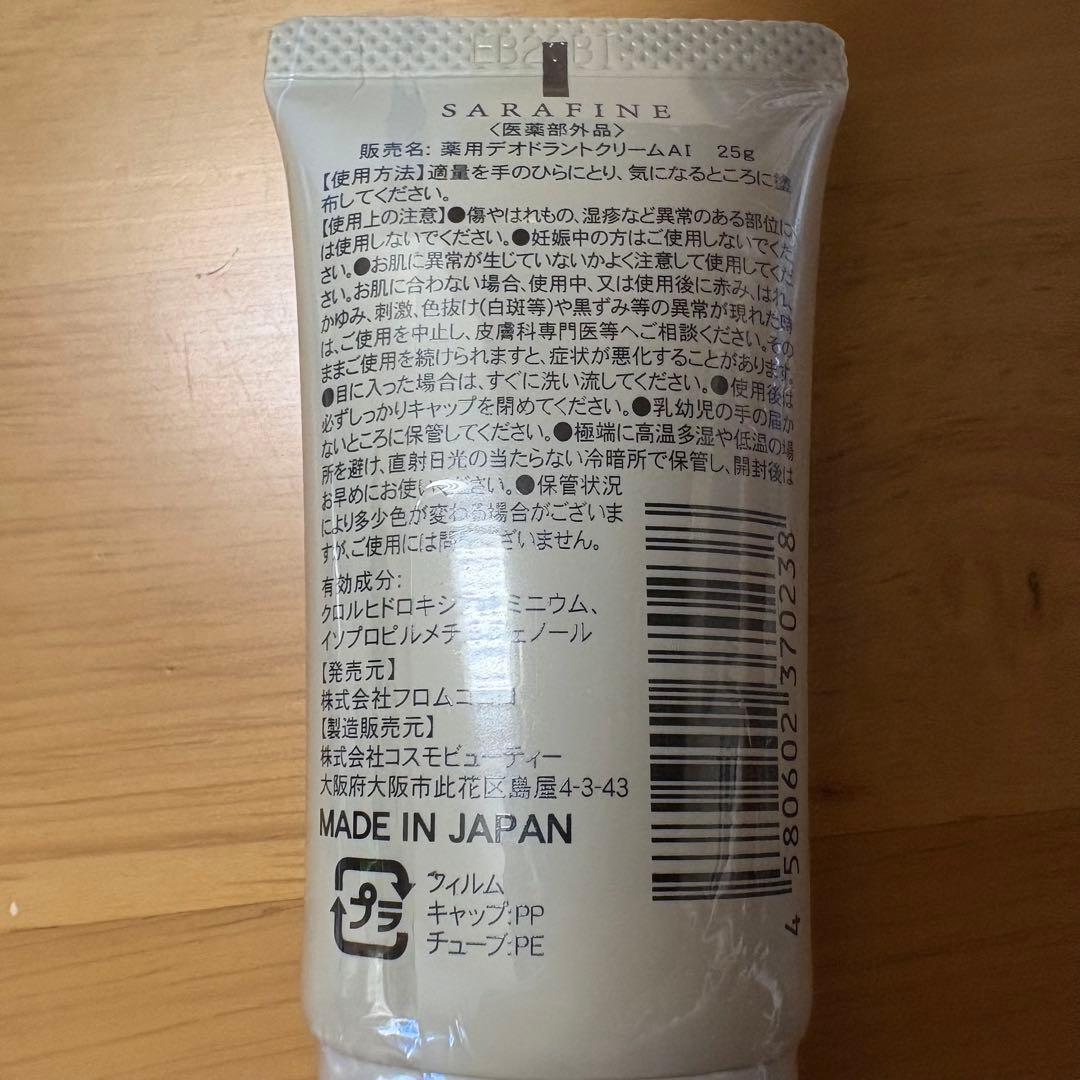 SARAFINE
〈医薬部外品〉
販売名: 薬用デオドラントクリームAI 25g
【使用方法】適量を手のひらにとり、気になるところに塗
布してください。
【使用上の注意】●傷やはれもの、湿疹など異常のある部位に
は使用しないでください。●妊娠中の方はご使用しないでくだ
さい。●お肌に異常が生じていないかよく注意して使用してくだ
さい。お肌に合わない場合、使用中、又は使用後に赤み、はれ、
かゆみ、刺激、色抜け(白斑等)や黒ずみ等の異常が現れた時
は、ご使用を中止し、皮膚科専門医等へご相談ください。その
ままご使用を続けられますと、症状が悪化することがあります。
●目に入った場合は、すぐに洗い流してください。●使用後は
必ずしっかりキャップを閉めてください。●乳幼児の手の届か
ないところに保管してください。●極端に高温多湿や低温の場
所を避け、直射日光の当たらない冷暗所で保管し、開封後は
お早めにお使いください。●保管状況
により多少色が変わる場合がございま
すが、ご使用には問題ございません。
有効成分:
クロルヒドロキシアルミニウム、
イソプロピルメチルフェノール
【発売元】
株式会社フロムココロ
【製造販売元】
株式会社コスモビューティー
大阪府大阪市此花区島屋4-3-43
MADE IN JAPAN
プラ
フィルム
キャップ:PP
チューブ:PE
4 580602 370238